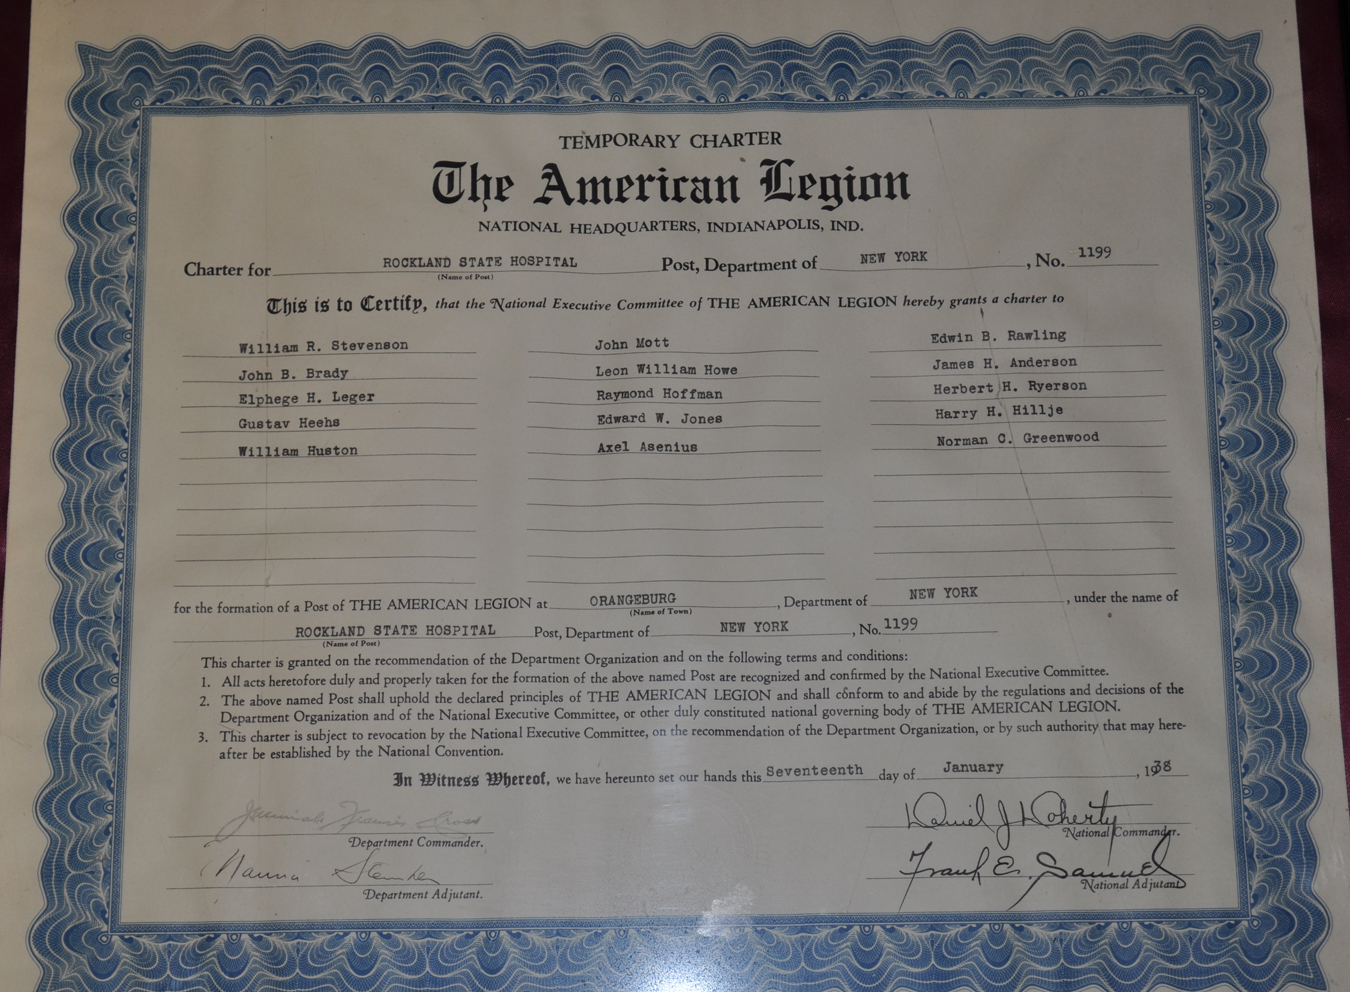 TEMPORARY CHARTER
The American Legion
NATIONAL HEADQUARTERS, INDIANAPOLIS, IND.
Charter for ROCKLAND STATE HOSPITAL Post, Department of NEW YORK, No. 1199
(Name of Post)
This is to Certify, that the National Executive Committee of THE AMERICAN LEGION hereby grants a charter to
William R. Stevenson John Mott Edwin B. Rawling
John B. Brady Leon William Howe James H. Anderson
Elphege H. Leger Raymond Hoffman Herbert H. Ryerson
Gustav Heehs Edward W. Jones Harry H. Hillje
William Huston Axel Asenius Norman C. Greenwood
for the formation of a Post of THE AMERICAN LEGION at ORANGEBURG, Department of NEW YORK, under the name of
(Name of Town)
ROCKLAND STATE HOSPITAL Post, Department of NEW YORK, No. 1199
(Name of Post)
This charter is granted on the recommendation of the Department Organization and on the following terms and conditions:
1. All acts heretofore duly and properly taken for the formation of the above named Post are recognized and confirmed by the National Executive Committee.
2. The above named Post shall uphold the declared principles of THE AMERICAN LEGION and shall conform to and abide by the regulations and decisions of the
Department Organization and of the National Executive Committee, or other duly constituted national governing body of THE AMERICAN LEGION.
3. This charter is subject to revocation by the National Executive Committee, on the recommendation of the Department Organization, or by such authority that may here-
after be established by the National Convention.
In Witness Whereof, we have hereunto set our hands this Seventeenth day of January, 1938
Jeremiah Francis Cross Daniel J Doherty
Department Commander. National Commander.
Frank E. Samuel
Department Adjutant. National Adjutant